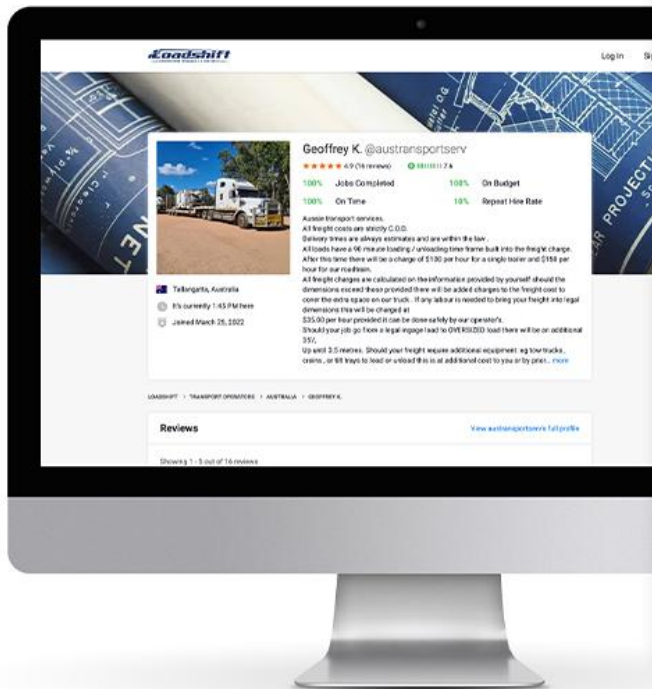 Loadshift
Log In
Geoffrey K. @austransportserv
4.9 (16 reviews) 7.6
100% Jobs Completed 100% On Budget
100% On Time 10% Repeat Hire Rate
Aussie transport services.
All freight costs are strictly C.O.D.
Delivery times are always estimates and are within the law .
All loads have a 90 minute loading / unloading time frame built into the freight charge.
After this time there will be a charge of $100 per hour for a single trailer and $150 per
hour for our roadtrain.
All freight charges are calculated on the information provided by yourself should the
dimensions exceed those provided there will be added charges to the freight cost to
cover the extra space on our truck . If any labour is needed to bring your freight into legal
dimensions this will be charged at
$35.00 per hour provided it can be done safely by our operator's.
Should your job go from a legal ingage load to OVERSIZED load there will be an additional
35%,
Up until 3.5 metres. Should your freight require additional equipment eg tow trucks,
crains , or tilt trays to load or unload this is at additional cost to you or by prior... more
Tallangatta, Australia
It's currently 1:45 PM here
Joined March 25, 2022
LOADSHIFT > TRANSPORT OPERATORS > AUSTRALIA > GEOFFREY K.
Reviews View austransportserv's full profile
Showing 1 - 5 out of 16 reviews
NET
AR PROJECTI